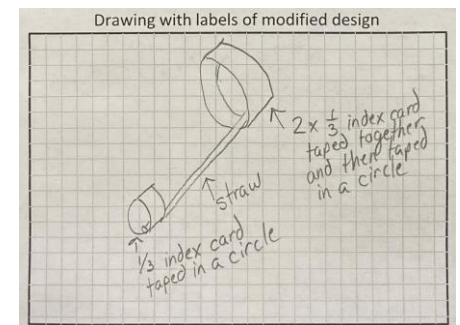 Drawing with labels of modified design
2 x 1/3 index card
taped together
and then taped
in a circle
straw
1/3 index card
taped in a circle